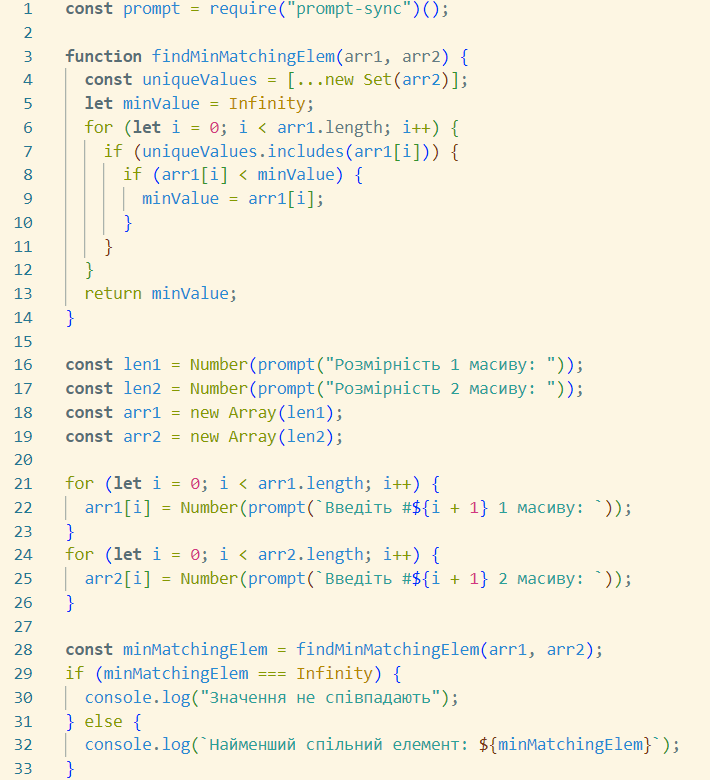 1 const prompt = require("prompt-sync")();
2
3 function findMinMatchingElem(arr1, arr2) {
4   const uniqueValues = [...new Set(arr2)];
5   let minValue = Infinity;
6   for (let i = 0; i < arr1.length; i++) {
7     if (uniqueValues.includes(arr1[i])) {
8       if (arr1[i] < minValue) {
9         minValue = arr1[i];
10       }
11     }
12   }
13   return minValue;
14 }
15
16 const len1 = Number(prompt("Розмірність 1 масиву: "));
17 const len2 = Number(prompt("Розмірність 2 масиву: "));
18 const arr1 = new Array(len1);
19 const arr2 = new Array(len2);
20
21 for (let i = 0; i < arr1.length; i++) {
22   arr1[i] = Number(prompt(`Введіть #${i + 1} 1 масиву: `));
23 }
24 for (let i = 0; i < arr2.length; i++) {
25   arr2[i] = Number(prompt(`Введіть #${i + 1} 2 масиву: `));
26 }
27
28 const minMatchingElem = findMinMatchingElem(arr1, arr2);
29 if (minMatchingElem === Infinity) {
30   console.log("Значення не співпадають");
31 } else {
32   console.log(`Найменший спільний елемент: ${minMatchingElem}`);
33 }